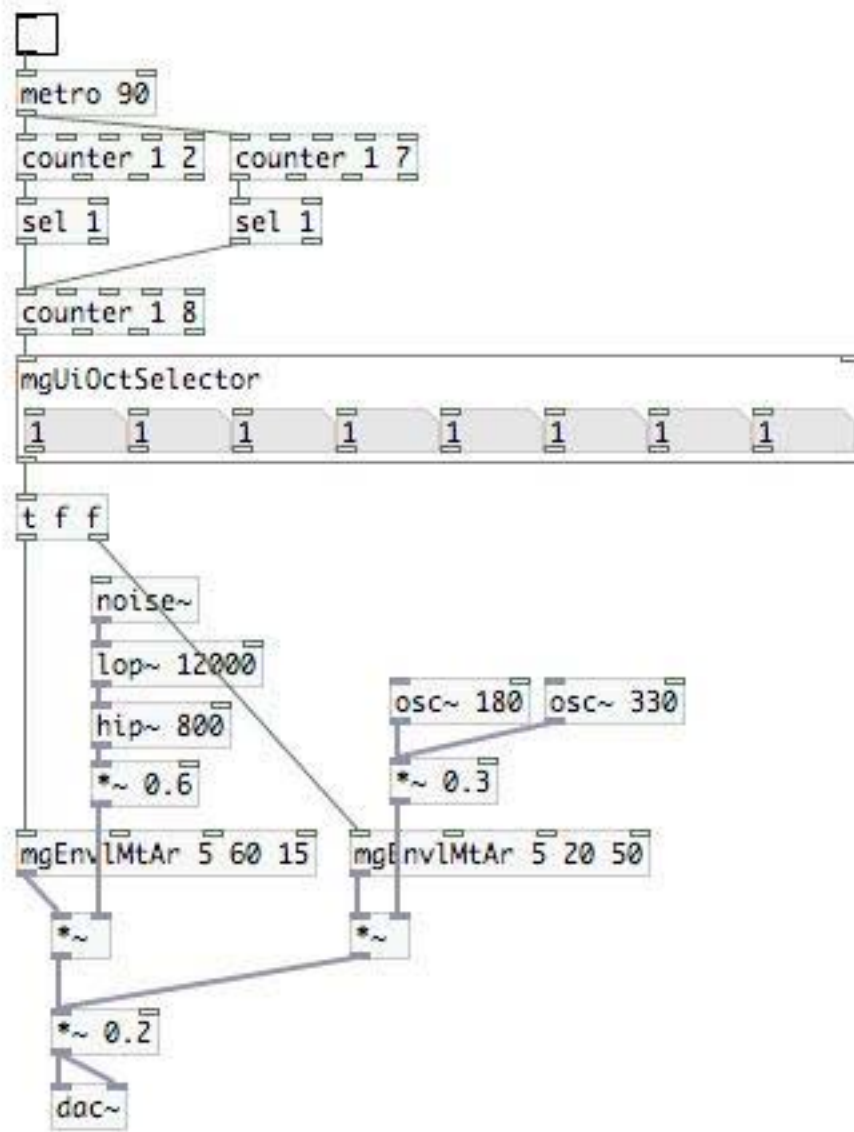 metro 90
counter 1 2 counter 1 7
sel 1 sel 1
counter 1 8
mgUiOctSelector
1 1 1 1 1 1 1 1
t f f
noise~
lop~ 12000
osc~ 180 osc~ 330
hip~ 800
*~ 0.6 *~ 0.3
mgEnvlMtAr 5 60 15 mgEnvlMtAr 5 20 50
*~ *~
*~ 0.2
dac~